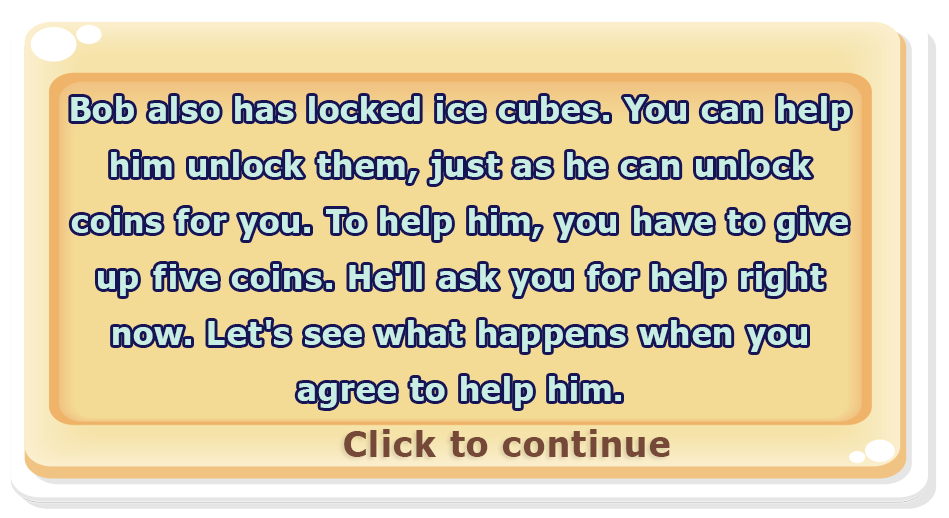 Bob also has locked ice cubes. You can help
him unlock them, just as he can unlock
coins for you. To help him, you have to give
up five coins. He'll ask you for help right
now. Let's see what happens when you
agree to help him.
Click to continue